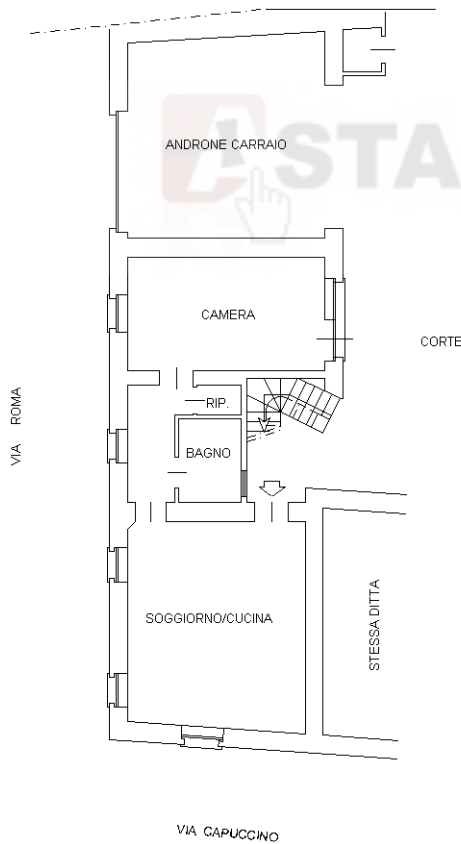 ASTA
ANDRONE CARRAIO
CAMERA
CORTE
VIA ROMA
RIP.
BAGNO
SOGGIORNO/CUCINA
STESSA DITTA
VIA CAPUCCINO